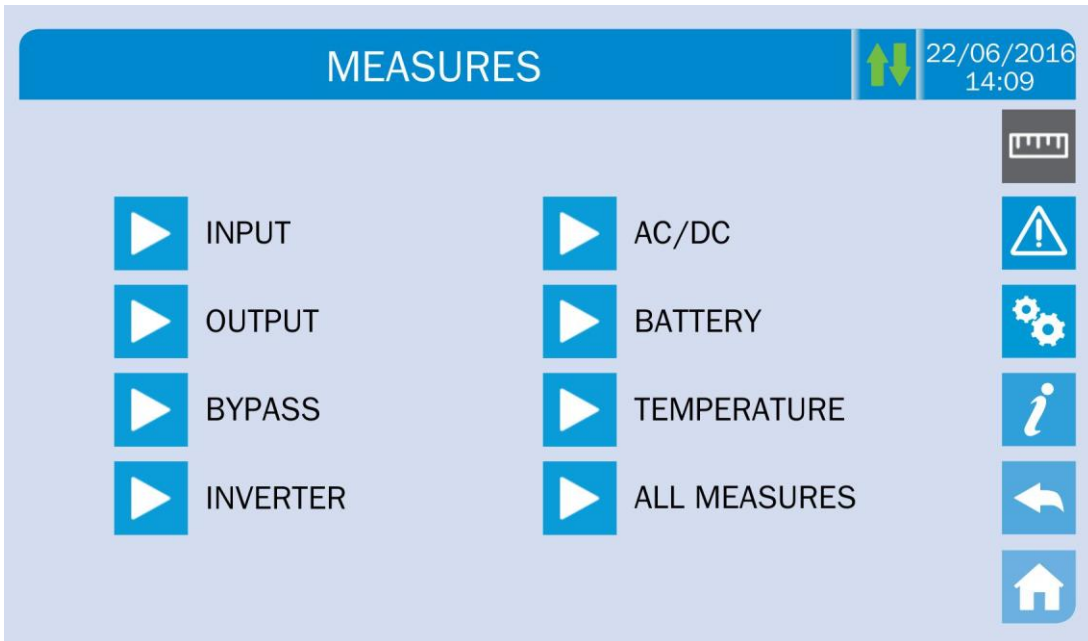 MEASURES
22/06/2016
14:09
INPUT
OUTPUT
BYPASS
INVERTER
AC/DC
BATTERY
TEMPERATURE
ALL MEASURES